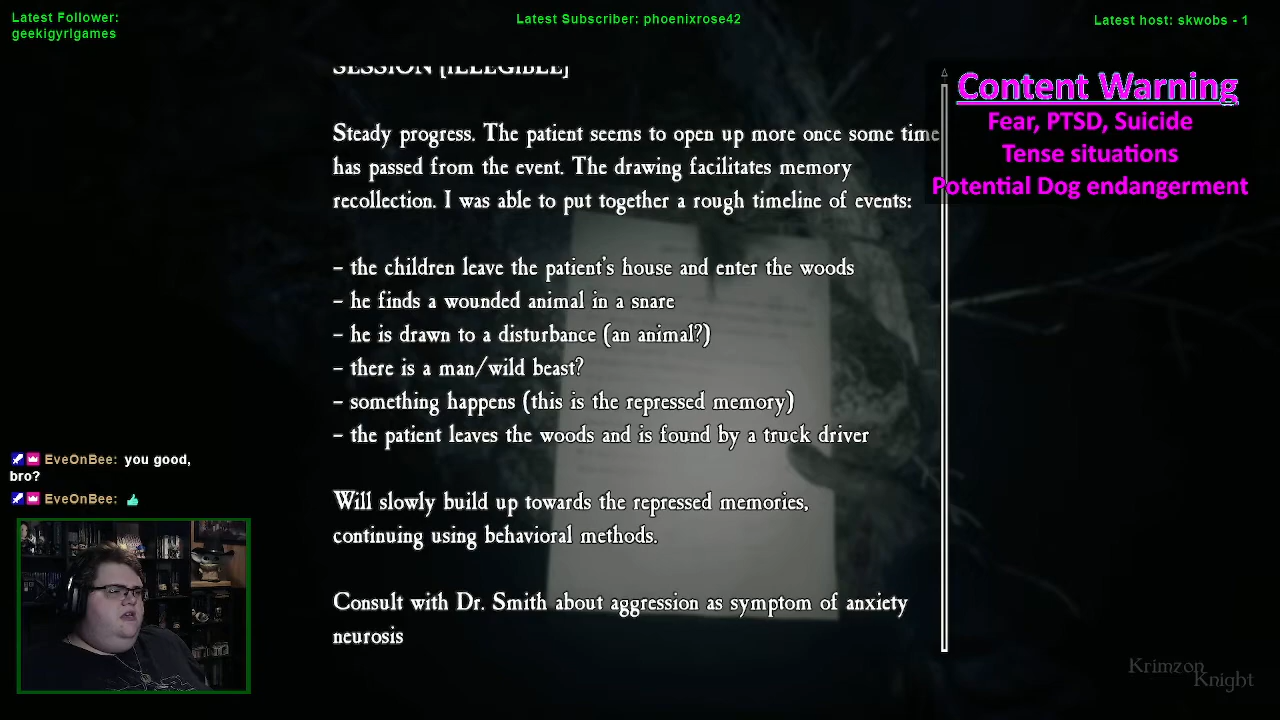 Latest Follower:
geekigyrlgames
Latest Subscriber: phoenixrose42
Latest host: skwobs - 1
SESSION [ILLEGIBLE]
Content Warning
Fear, PTSD, Suicide
Tense situations
Potential Dog endangerment
Steady progress. The patient seems to open up more once some time
has passed from the event. The drawing facilitates memory
recollection. I was able to put together a rough timeline of events:
– the children leave the patient's house and enter the woods
– he finds a wounded animal in a snare
– he is drawn to a disturbance (an animal?)
– there is a man/wild beast?
– something happens (this is the repressed memory)
– the patient leaves the woods and is found by a truck driver
Will slowly build up towards the repressed memories,
continuing using behavioral methods.
Consult with Dr. Smith about aggression as symptom of anxiety
neurosis
EveOnBee: you good,
bro?
EveOnBee:
Krimzon
Knight